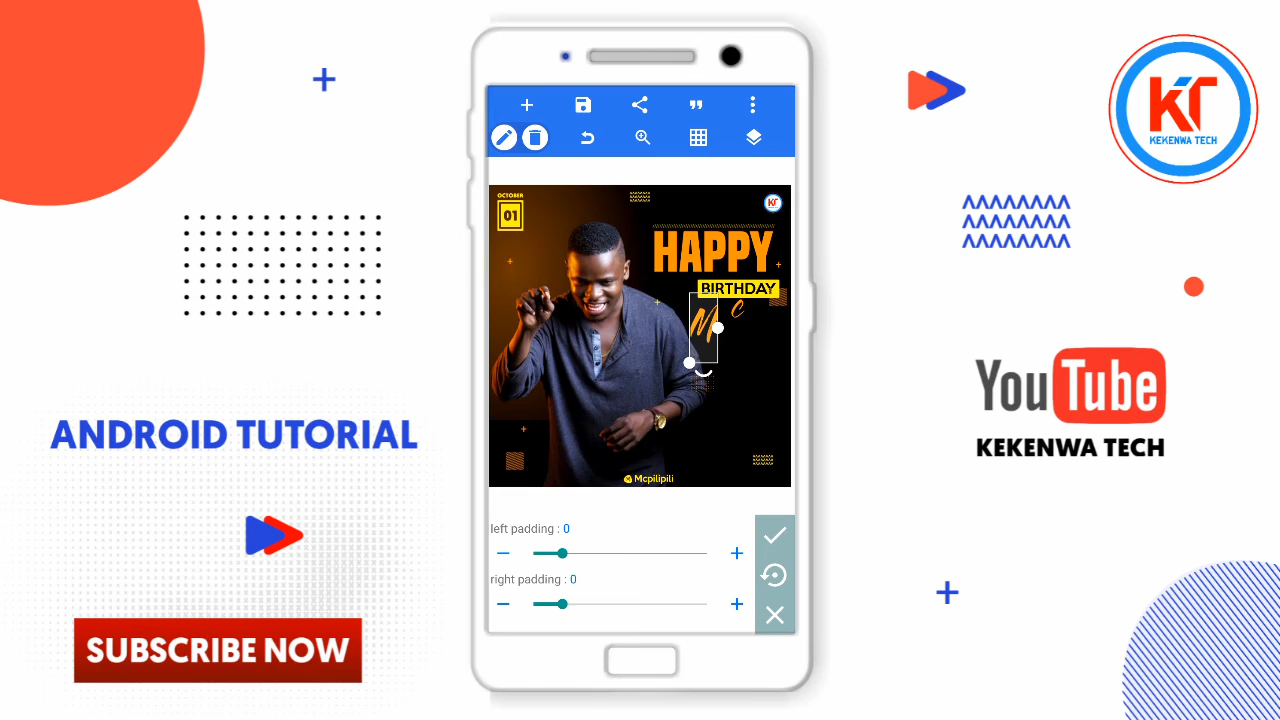 OCTOBER
01
KT
HAPPY
BIRTHDAY
M C
Mcpilipili
left padding : 0
right padding : 0
ANDROID TUTORIAL
SUBSCRIBE NOW
KT
KEKENWA TECH
YouTube
KEKENWA TECH